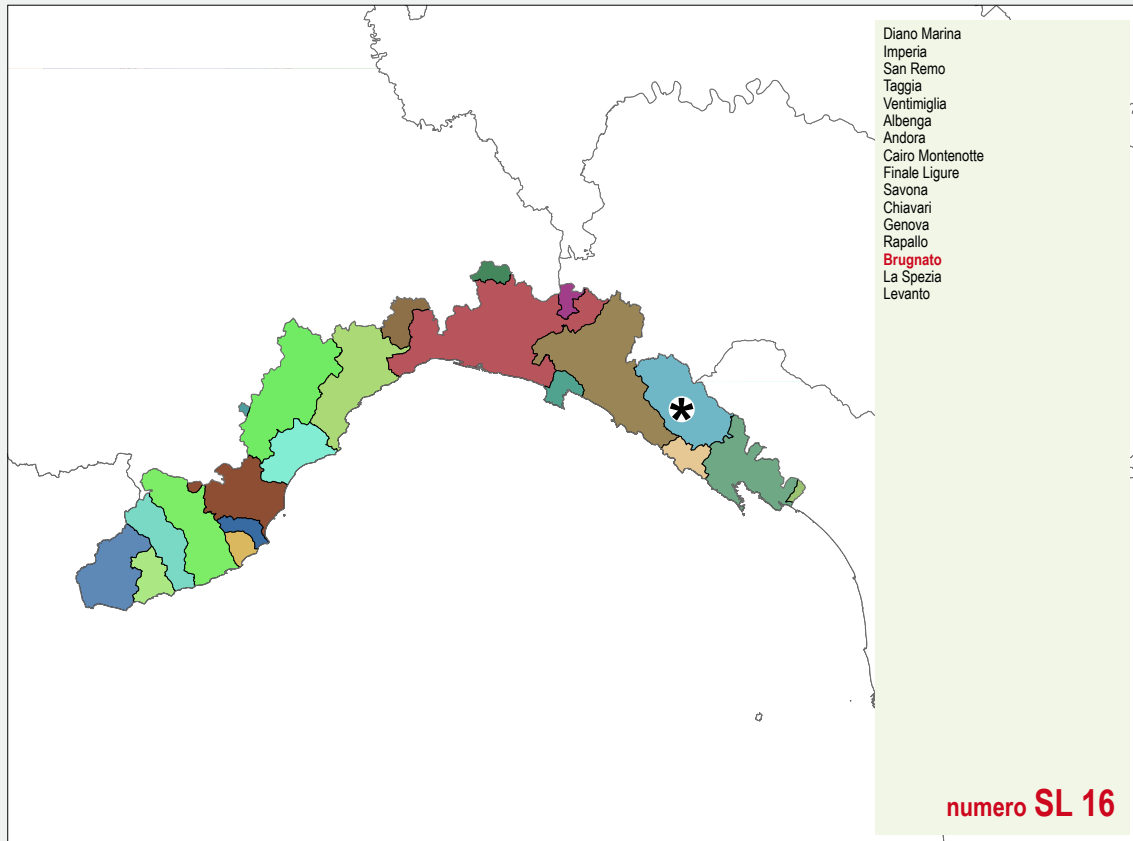 Diano Marina
Imperia
San Remo
Taggia
Ventimiglia
Albenga
Andora
Cairo Montenotte
Finale Ligure
Savona
Chiavari
Genova
Rapallo
Brugnato
La Spezia
Levanto
*
numero SL 16